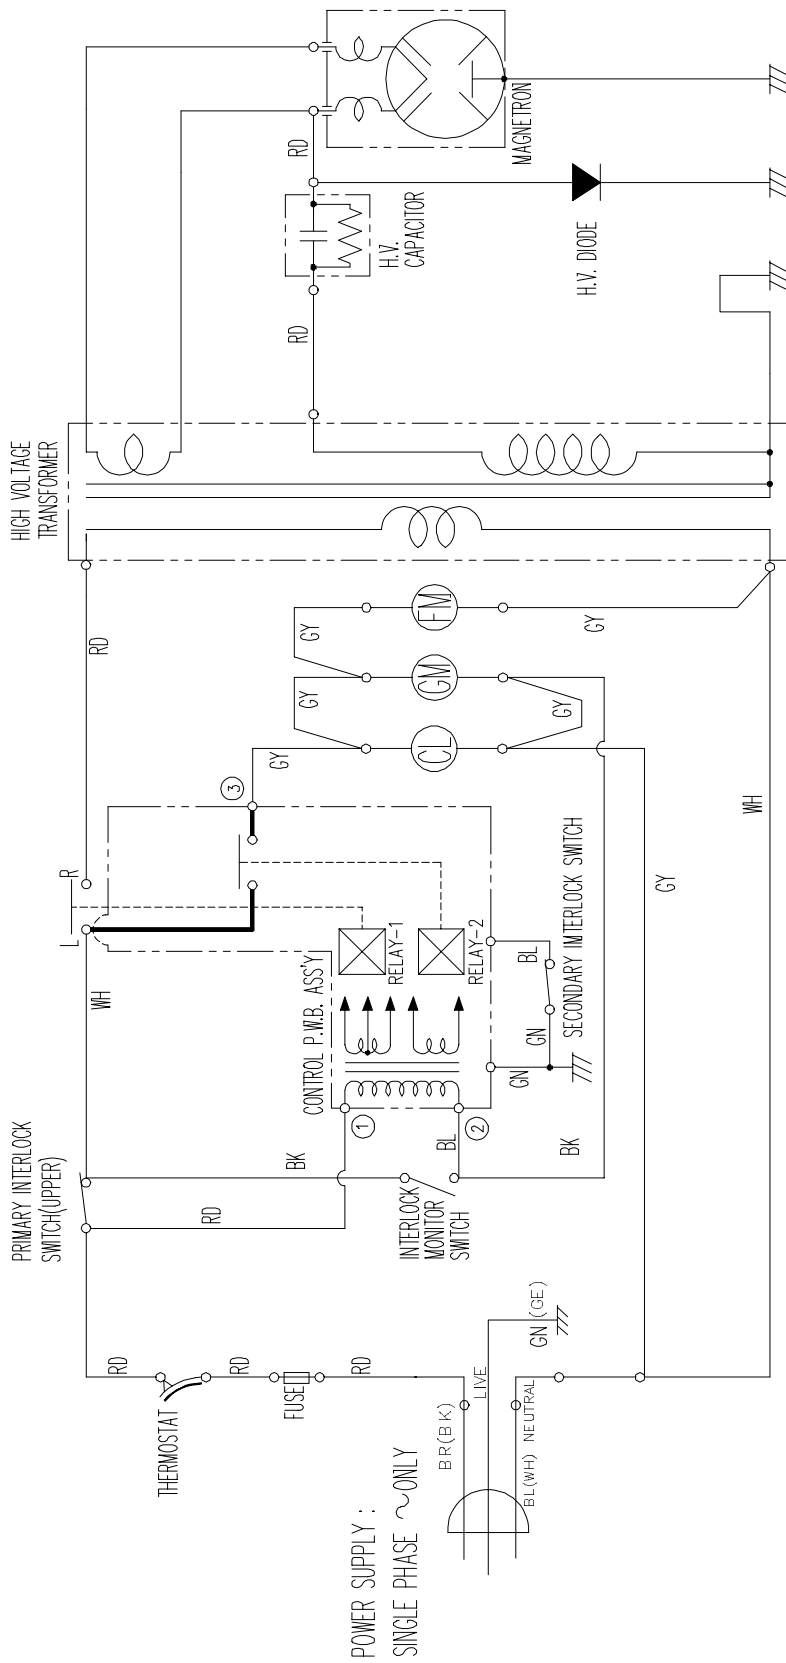 HIGH VOLTAGE
TRANSFORMER
PRIMARY INTERLOCK
SWITCH(UPPER)
THERMOSTAT
RD
RD
FUSE
RD
POWER SUPPLY :
SINGLE PHASE ~ ONLY
BR(BK)
LIVE
BL(WH) NEUTRAL
GN (GE)
WH
L
R
RD
RD
BK
INTERLOCK
MONITOR
SWITCH
BL
BK
1
2
3
CONTROL P.W.B. ASS'Y
RELAY-1
RELAY-2
GN
GN
BL
SECONDARY IMTERLOCK SWITCH
GY
GY
GY
CL
GM
FM
GY
GY
GY
WH
RD
RD
H.V.
CAPACITOR
H.V. DIODE
MAGNETRON